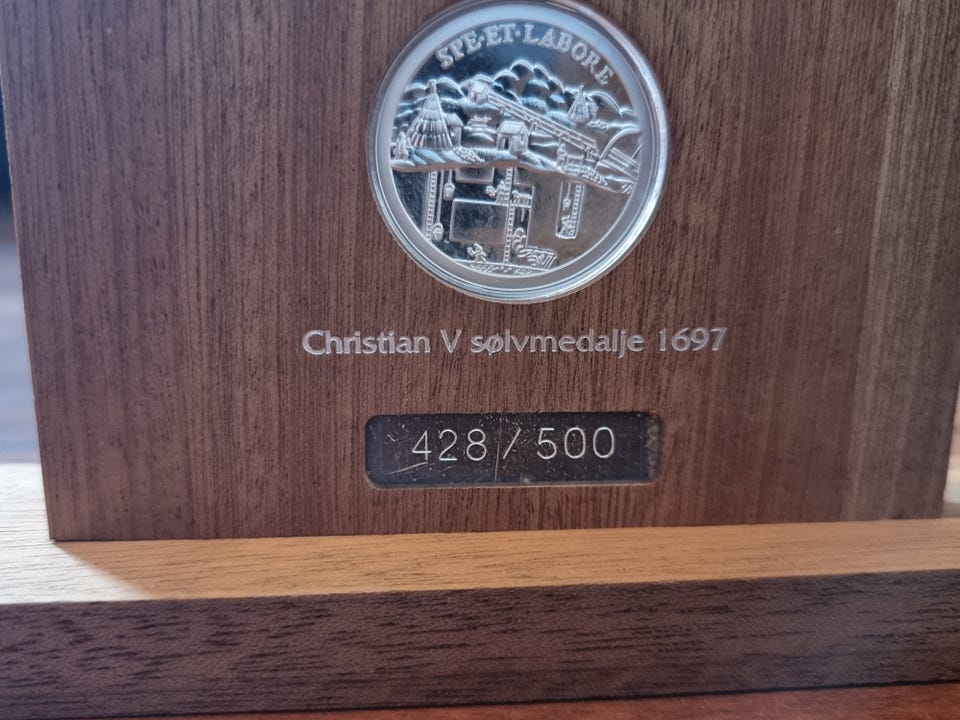 SPE·ET·LABORE
Christian V sølvmedalje 1697
428 / 500